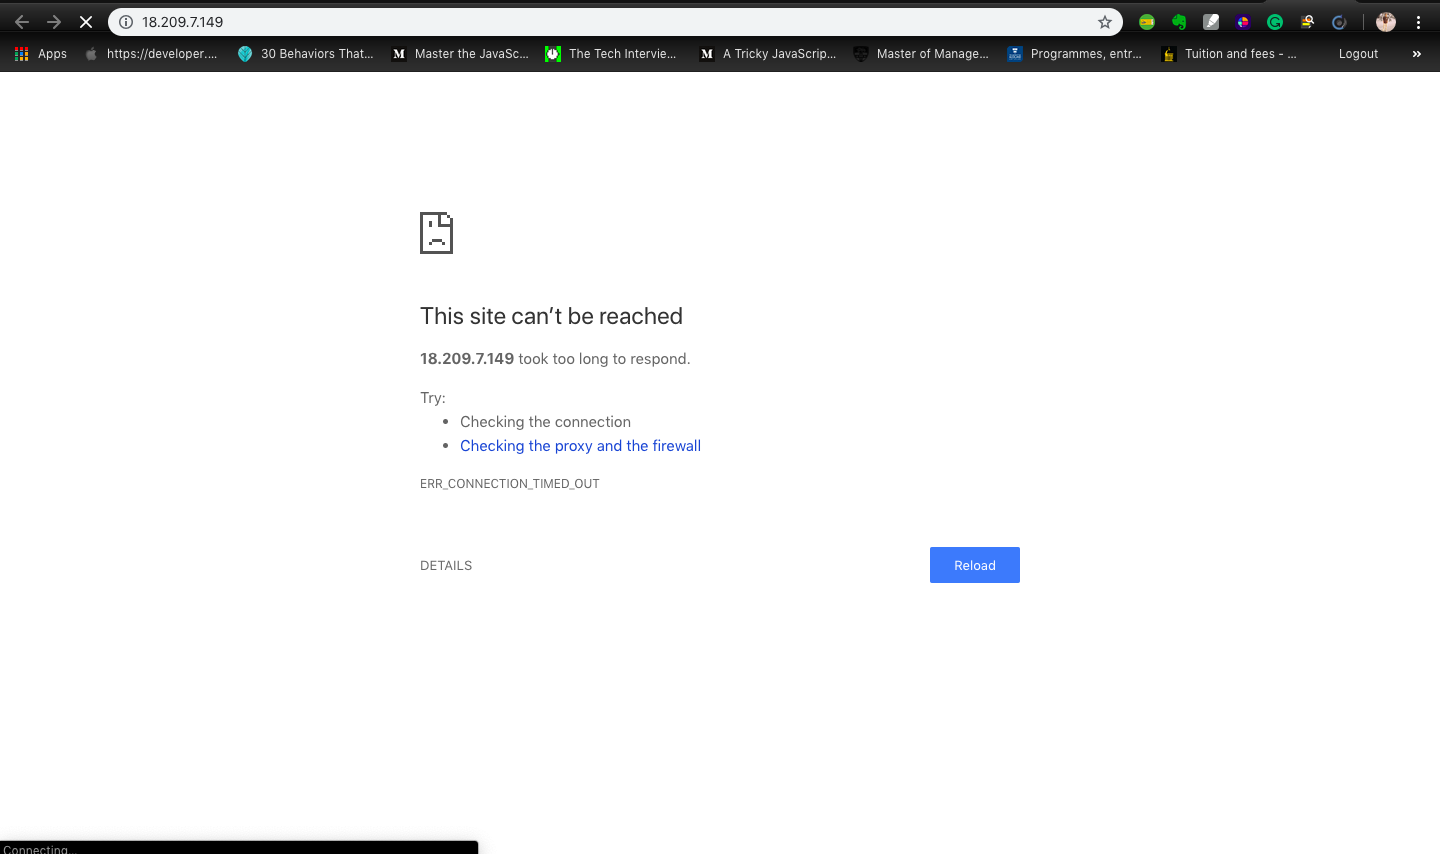 18.209.7.149
Apps https://developer.... 30 Behaviors That... Master the JavaSc... The Tech Intervie... A Tricky JavaScrip... Master of Manage... Programmes, entr... Tuition and fees - ... Logout »
This site can’t be reached
18.209.7.149 took too long to respond.
Try:
• Checking the connection
• Checking the proxy and the firewall
ERR_CONNECTION_TIMED_OUT
DETAILS Reload
Connecting...